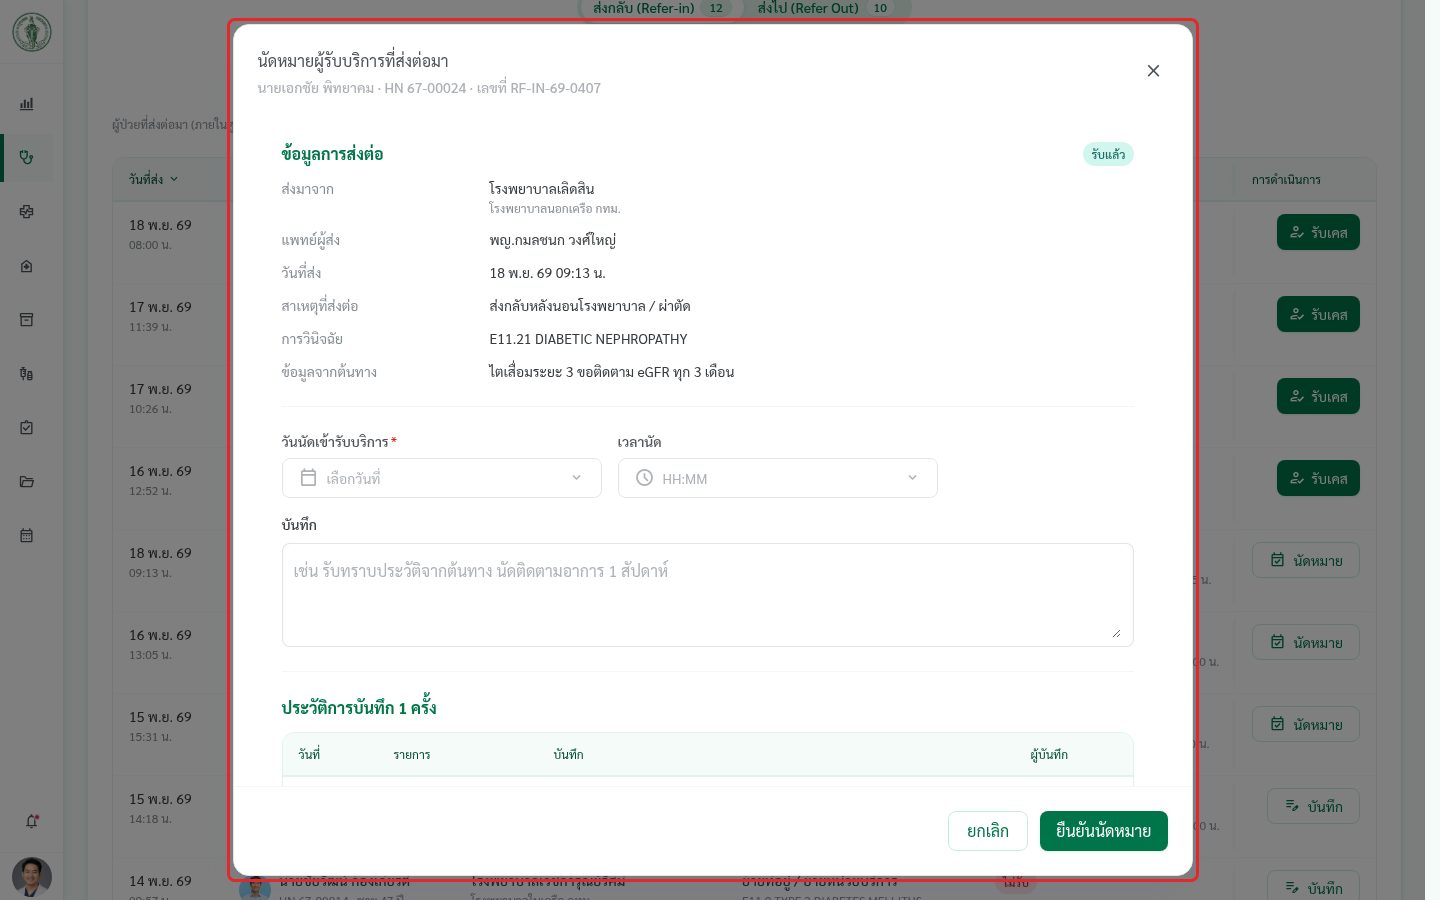 ส่งกลับ (Refer-in) 12 ส่งไป (Refer Out) 10
นัดหมายผู้รับบริการที่ส่งต่อมา
นายเอกชัย พิทยาคม · HN 67-00024 · เลขที่ RF-IN-69-0407
ผู้ป่วยที่ส่งต่อมา (ภายใน
ข้อมูลการส่งต่อ
รับแล้ว
วันที่ส่ง
การดำเนินการ
ส่งมาจาก
โรงพยาบาลเลิดสิน
โรงพยาบาลนอกเครือ กทม.
แพทย์ผู้ส่ง
พญ.กมลชนก วงศ์ใหญ่
วันที่ส่ง
18 พ.ย. 69 09:13 น.
สาเหตุที่ส่งต่อ
ส่งกลับหลังนอนโรงพยาบาล / ผ่าตัด
การวินิจฉัย
E11.21 DIABETIC NEPHROPATHY
ข้อมูลจากต้นทาง
ไตเสื่อมระยะ 3 ขอติดตาม eGFR ทุก 3 เดือน
วันนัดเข้ารับบริการ *
เวลานัด
เลือกวันที่
HH:MM
บันทึก
เช่น รับทราบประวัติจากต้นทาง นัดติดตามอาการ 1 สัปดาห์
ประวัติการบันทึก 1 ครั้ง
วันที่ รายการ บันทึก ผู้บันทึก
ยกเลิก
ยืนยันนัดหมาย
18 พ.ย. 69
08:00 น.
รับเคส
17 พ.ย. 69
11:39 น.
รับเคส
17 พ.ย. 69
10:26 น.
รับเคส
16 พ.ย. 69
12:52 น.
รับเคส
18 พ.ย. 69
09:13 น.
นัดหมาย
16 พ.ย. 69
13:05 น.
นัดหมาย
15 พ.ย. 69
15:31 น.
นัดหมาย
15 พ.ย. 69
14:18 น.
บันทึก
14 พ.ย. 69
บันทึก